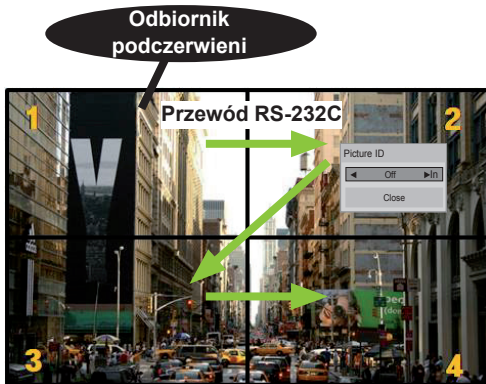 Odbiornik
podczerwieni
1
Przewód RS-232C
2
Picture ID
◄ Off ►In
Close
3
4